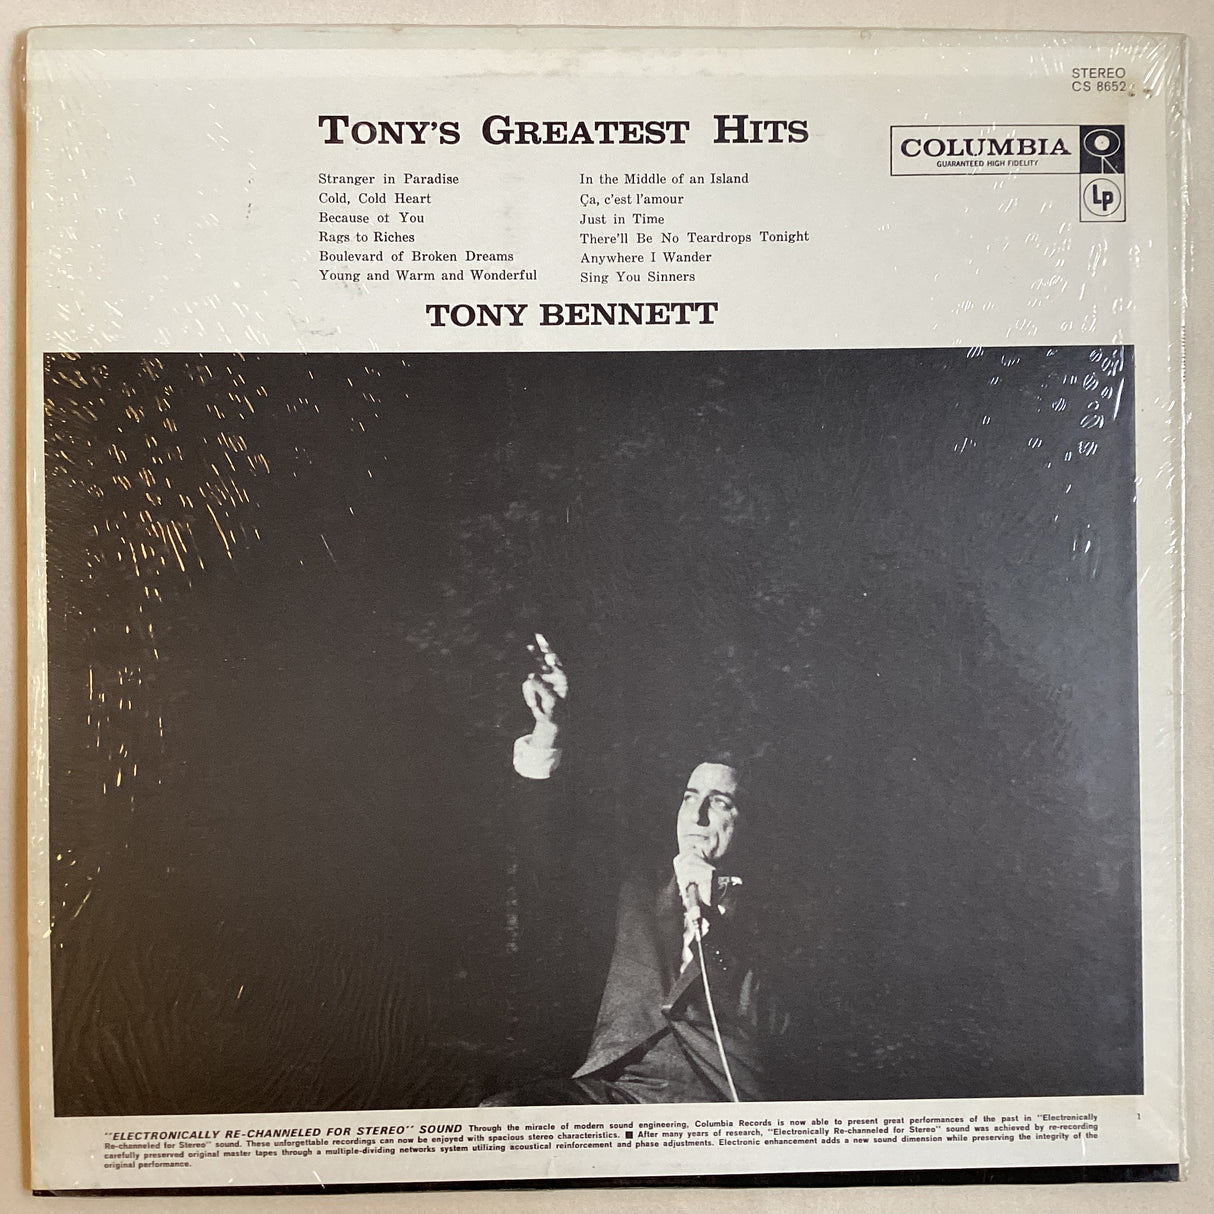 STEREO
CS 8652
TONY'S GREATEST HITS
COLUMBIA
GUARANTEED HIGH FIDELITY
Lp
Stranger in Paradise
Cold, Cold Heart
Because of You
Rags to Riches
Boulevard of Broken Dreams
Young and Warm and Wonderful
In the Middle of an Island
Ça, c'est l'amour
Just in Time
There'll Be No Teardrops Tonight
Anywhere I Wander
Sing You Sinners
TONY BENNETT
1
"ELECTRONICALLY RE-CHANNELED FOR STEREO" SOUND Through the miracle of modern sound engineering, Columbia Records is now able to present great performances of the past in "Electronically
Re-channeled for Stereo" sound. These unforgettable recordings can now be enjoyed with spacious stereo characteristics. ■ After many years of research, "Electronically Re-channeled for Stereo" sound was achieved by re-recording
carefully preserved original master tapes through a multiple-dividing networks system utilizing acoustical reinforcement and phase adjustments. Electronic enhancement adds a new sound dimension while preserving the integrity of the
original performance.